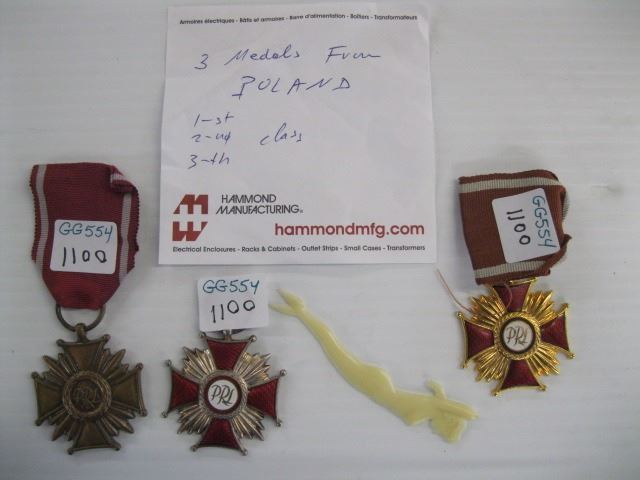 Armoires électriques - Bâtis et armoires - Barre d'alimentation - Boîtiers - Transformateurs
3 Medals From
POLAND
1-st
2-nd class
3-th
HAMMOND
MANUFACTURING®
hammondmfg.com
Electrical Enclosures - Racks & Cabinets - Outlet Strips - Small Cases - Transformers
GG554
1100
GG554
1100
GG554
1100
PRL
PRL
PRL